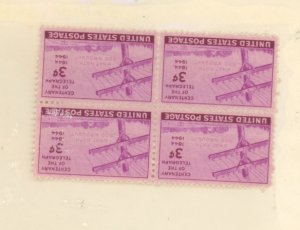 UNITED STATES POSTAGE
3¢
1844
1944
CENTENARY
OF THE
TELEGRAPH
UNITED STATES POSTAGE
3¢
1844
1944
CENTENARY
OF THE
TELEGRAPH
UNITED STATES POSTAGE
3¢
1844
1944
CENTENARY
OF THE
TELEGRAPH
UNITED STATES POSTAGE
3¢
1844
1944
CENTENARY
OF THE
TELEGRAPH